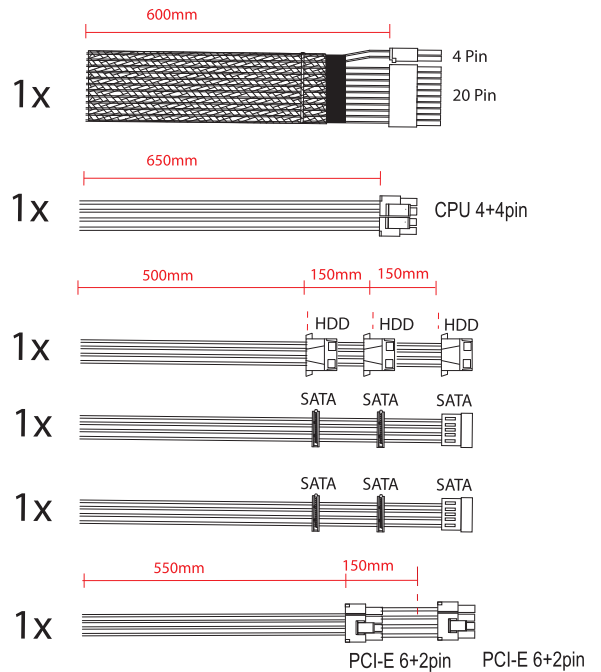 600mm
4 Pin
20 Pin
1x
650mm
1x
CPU 4+4pin
500mm 150mm 150mm
HDD HDD HDD
1x
SATA SATA SATA
1x
SATA SATA SATA
1x
550mm 150mm
1x
PCI-E 6+2pin PCI-E 6+2pin